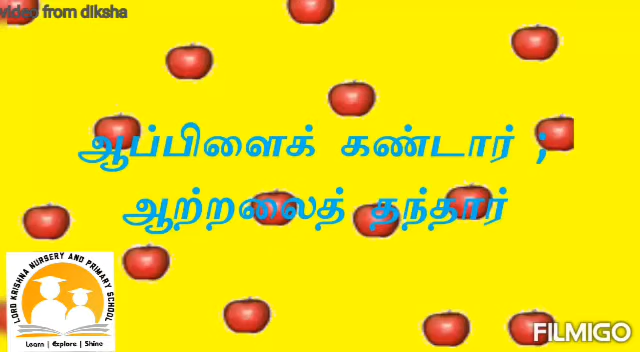 video from diksha
ஆப்பிளைக் கண்டார் ;
ஆற்றலைத் தந்தார்
LORD KRISHNA NURSERY AND PRIMARY SCHOOL
Learn | Explore | Shine
FILMIGO